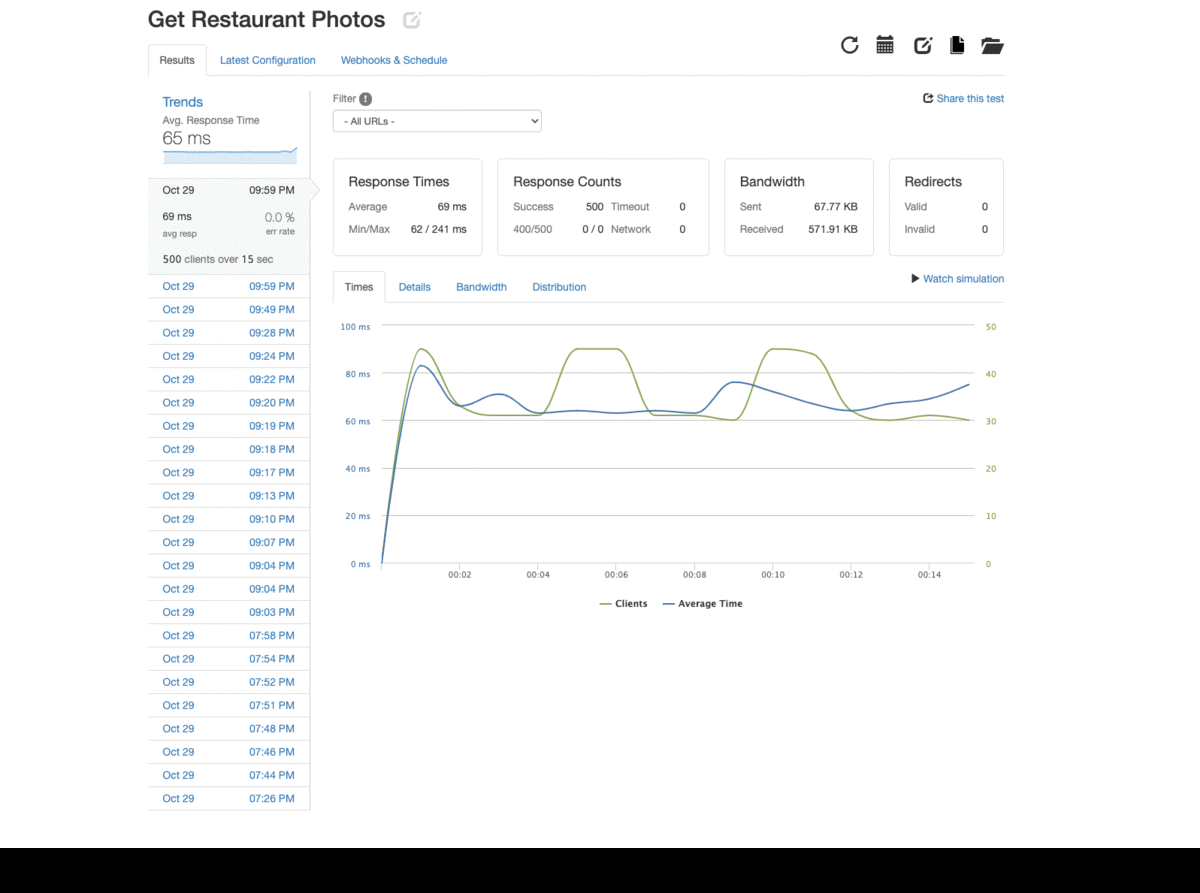 Get Restaurant Photos
Results Latest Configuration Webhooks & Schedule
Trends
Avg. Response Time
65 ms
Oct 29 09:59 PM
69 ms 0.0 %
avg resp err rate
500 clients over 15 sec
Oct 29 09:59 PM
Oct 29 09:49 PM
Oct 29 09:28 PM
Oct 29 09:24 PM
Oct 29 09:22 PM
Oct 29 09:20 PM
Oct 29 09:19 PM
Oct 29 09:18 PM
Oct 29 09:17 PM
Oct 29 09:13 PM
Oct 29 09:10 PM
Oct 29 09:07 PM
Oct 29 09:04 PM
Oct 29 09:04 PM
Oct 29 09:03 PM
Oct 29 07:58 PM
Oct 29 07:54 PM
Oct 29 07:52 PM
Oct 29 07:51 PM
Oct 29 07:48 PM
Oct 29 07:46 PM
Oct 29 07:44 PM
Oct 29 07:26 PM
Filter !
Share this test
- All URLs -
Response Times
Average 69 ms
Min/Max 62 / 241 ms
Response Counts
Success 500 Timeout 0
400/500 0 / 0 Network 0
Bandwidth
Sent 67.77 KB
Received 571.91 KB
Redirects
Valid 0
Invalid 0
Watch simulation
Times Details Bandwidth Distribution
100 ms 50
80 ms 40
60 ms 30
40 ms 20
20 ms 10
0 ms 0
00:02 00:04 00:06 00:08 00:10 00:12 00:14
Clients Average Time